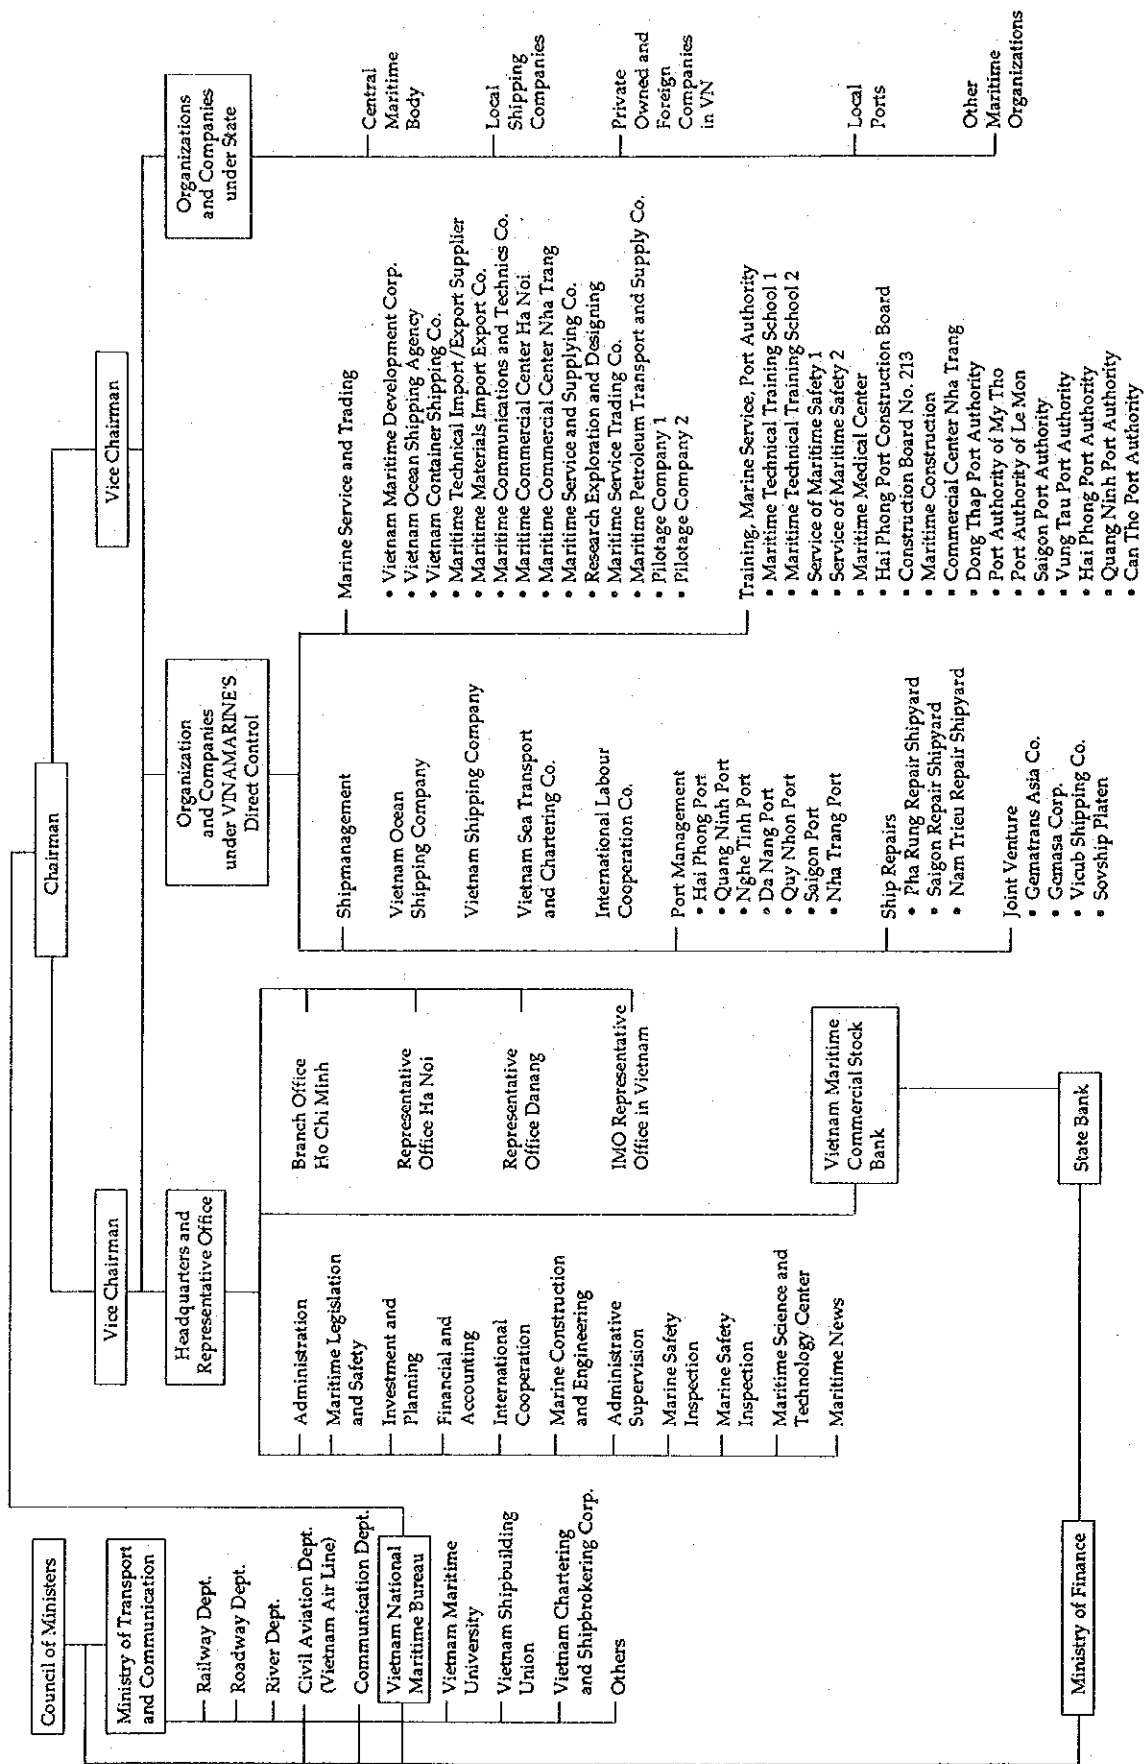 Council of Ministers
Ministry of Transport
and Communication
Railway Dept.
Roadway Dept.
River Dept.
Civil Aviation Dept.
(Vietnam Air Line)
Communication Dept.
Vietnam National
Maritime Bureau
Vietnam Maritime
University
Vietnam Shipbuilding
Union
Vietnam Chartering
and Shipbrokering Corp.
Others
Ministry of Finance
Chairman
Vice Chairman
Headquarters and
Representative Office
Administration
Maritime Legislation
and Safety
Investment and
Planning
Financial and
Accounting
International
Cooperation
Marine Construction
and Engineering
Administrative
Supervision
Marine Safety
Inspection
Marine Safety
Inspection
Maritime Science and
Technology Center
Maritime News
Branch Office
Ho Chi Minh
Representative
Office Ha Noi
Representative
Office Danang
IMO Representative
Office in Vietnam
Vietnam Maritime
Commercial Stock
Bank
State Bank
Organization
and Companies
under VINAMARINE'S
Direct Control
Shipmanagement
Vietnam Ocean
Shipping Company
Vietnam Shipping Company
Vietnam Sea Transport
and Chartering Co.
International Labour
Cooperation Co.
Port Management
• Hai Phong Port
• Quang Ninh Port
• Nghe Tinh Port
• Da Nang Port
• Quy Nhon Port
• Saigon Port
• Nha Trang Port
Ship Repairs
• Pha Rung Repair Shipyard
• Saigon Repair Shipyard
• Nam Trieu Repair Shipyard
Joint Venture
• Gematrans Asia Co.
• Gemasa Corp.
• Vicub Shipping Co.
• Sovship Platen
Vice Chairman
Marine Service and Trading
• Vietnam Maritime Development Corp.
• Vietnam Ocean Shipping Agency
• Vietnam Container Shipping Co.
• Maritime Technical Import/Export Supplier
• Maritime Materials Import Export Co.
• Maritime Communications and Technics Co.
• Maritime Commercial Center Ha Noi
• Maritime Commercial Center Nha Trang
• Maritime Service and Supplying Co.
• Research Exploration and Designing
• Maritime Service Trading Co.
• Maritime Petroleum Transport and Supply Co.
• Pilotage Company 1
• Pilotage Company 2
Training, Marine Service, Port Authority
• Maritime Technical Training School 1
• Maritime Technical Training School 2
• Service of Maritime Safety 1
• Service of Maritime Safety 2
• Maritime Medical Center
• Hai Phong Port Construction Board
• Construction Board No. 213
• Maritime Construction
• Commercial Center Nha Trang
• Dong Thap Port Authority
• Port Authority of My Tho
• Port Authority of Le Mon
• Saigon Port Authority
• Vung Tau Port Authority
• Hai Phong Port Authority
• Quang Ninh Port Authority
• Can Tho Port Authority
Organizations
and Companies
under State
Central
Maritime
Body
Local
Shipping
Companies
Private
Owned and
Foreign
Companies
in VN
Local
Ports
Other
Maritime
Organizations